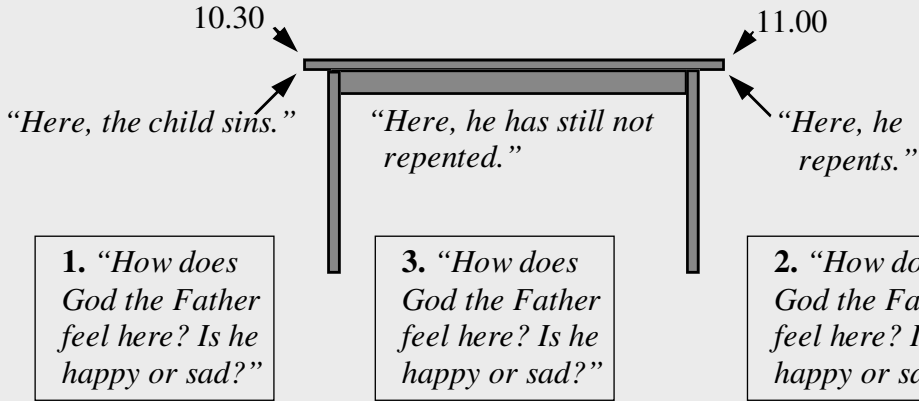 10.30
11.00
“Here, the child sins.”
“Here, he has still not
repented.”
“Here, he
repents.”
1. “How does
God the Father
feel here? Is he
happy or sad?”
3. “How does
God the Father
feel here? Is he
happy or sad?”
2. “How do
God the Fa
feel here? I
happy or sa